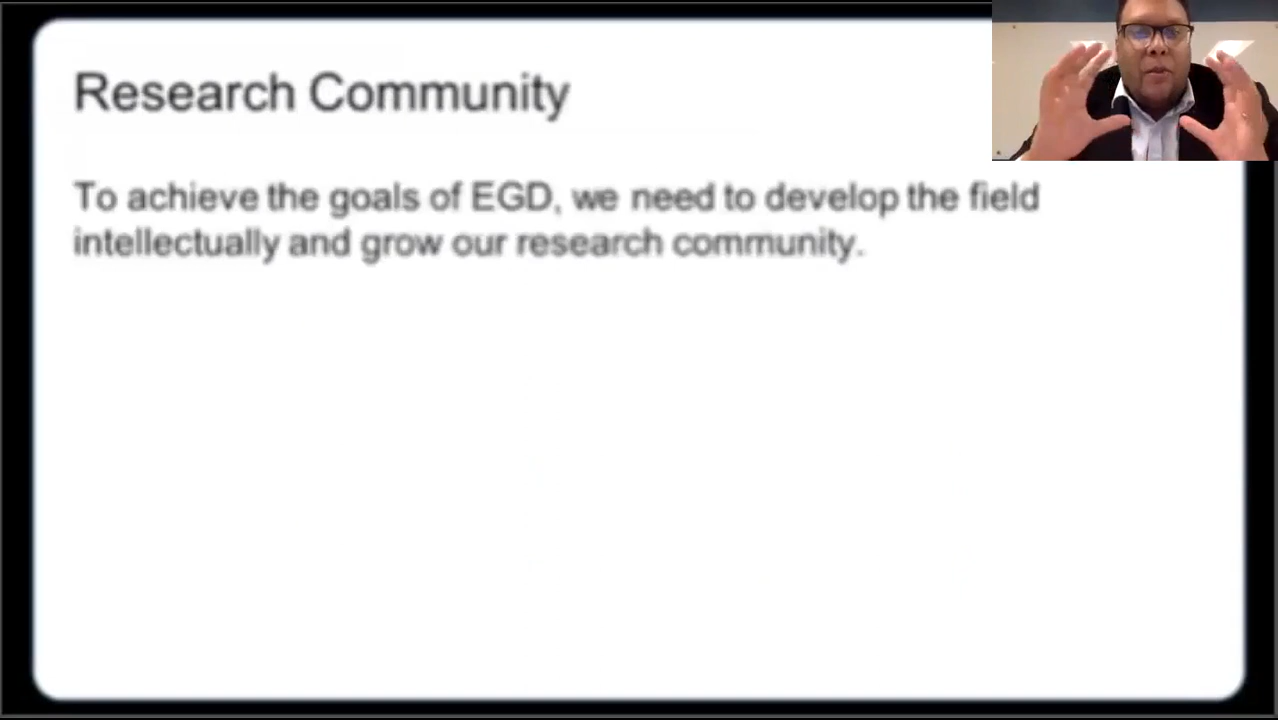 Research Community
To achieve the goals of EGD, we need to develop the field
intellectually and grow our research community.